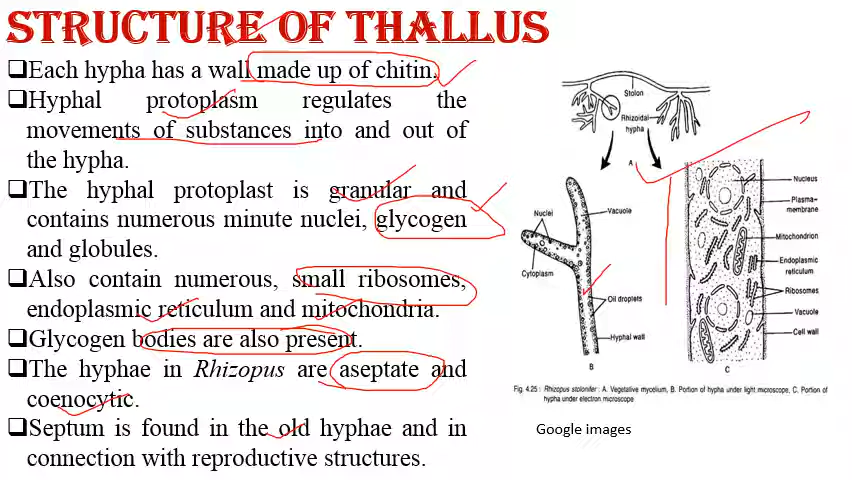 STRUCTURE OF THALLUS
❑Each hypha has a wall made up of chitin.
❑Hyphal protoplasm regulates the
movements of substances into and out of
the hypha.
❑The hyphal protoplast is granular and
contains numerous minute nuclei, glycogen
and globules.
❑Also contain numerous, small ribosomes,
endoplasmic reticulum and mitochondria.
❑Glycogen bodies are also present.
❑The hyphae in Rhizopus are aseptate and
coenocytic.
❑Septum is found in the old hyphae and in
connection with reproductive structures.
Stolon
Rhizoidal
hypha
A
Nuclei
Vacuole
Cytoplasm
Oil droplets
Hyphal wall
B
Nucleus
Plasma-
membrane
Mitochondrion
Endoplasmic
reticulum
Ribosomes
Vacuole
Cell wall
C
Fig. 4.25 : Rhizopus stolonifer : A. Vegetative mycelium, B. Portion of hypha under light microscope, C. Portion of
hypha under electron microscope
Google images